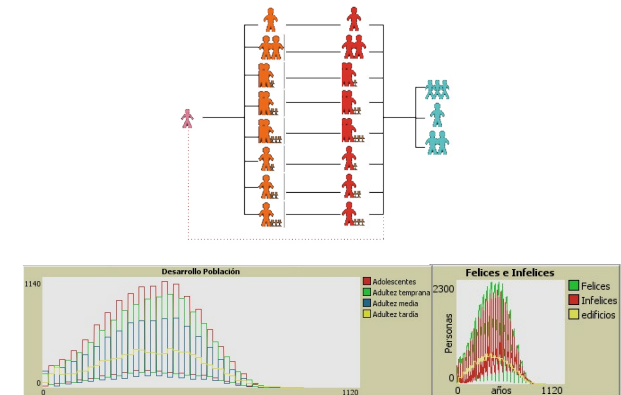 Desarrollo Población
1140
0
0
1120
Adolescentes
Adultez temprana
Adultez media
Adultez tardía
Felices e Infelices
2300
Personas
0
0
años
1120
Felices
Infelices
edificios